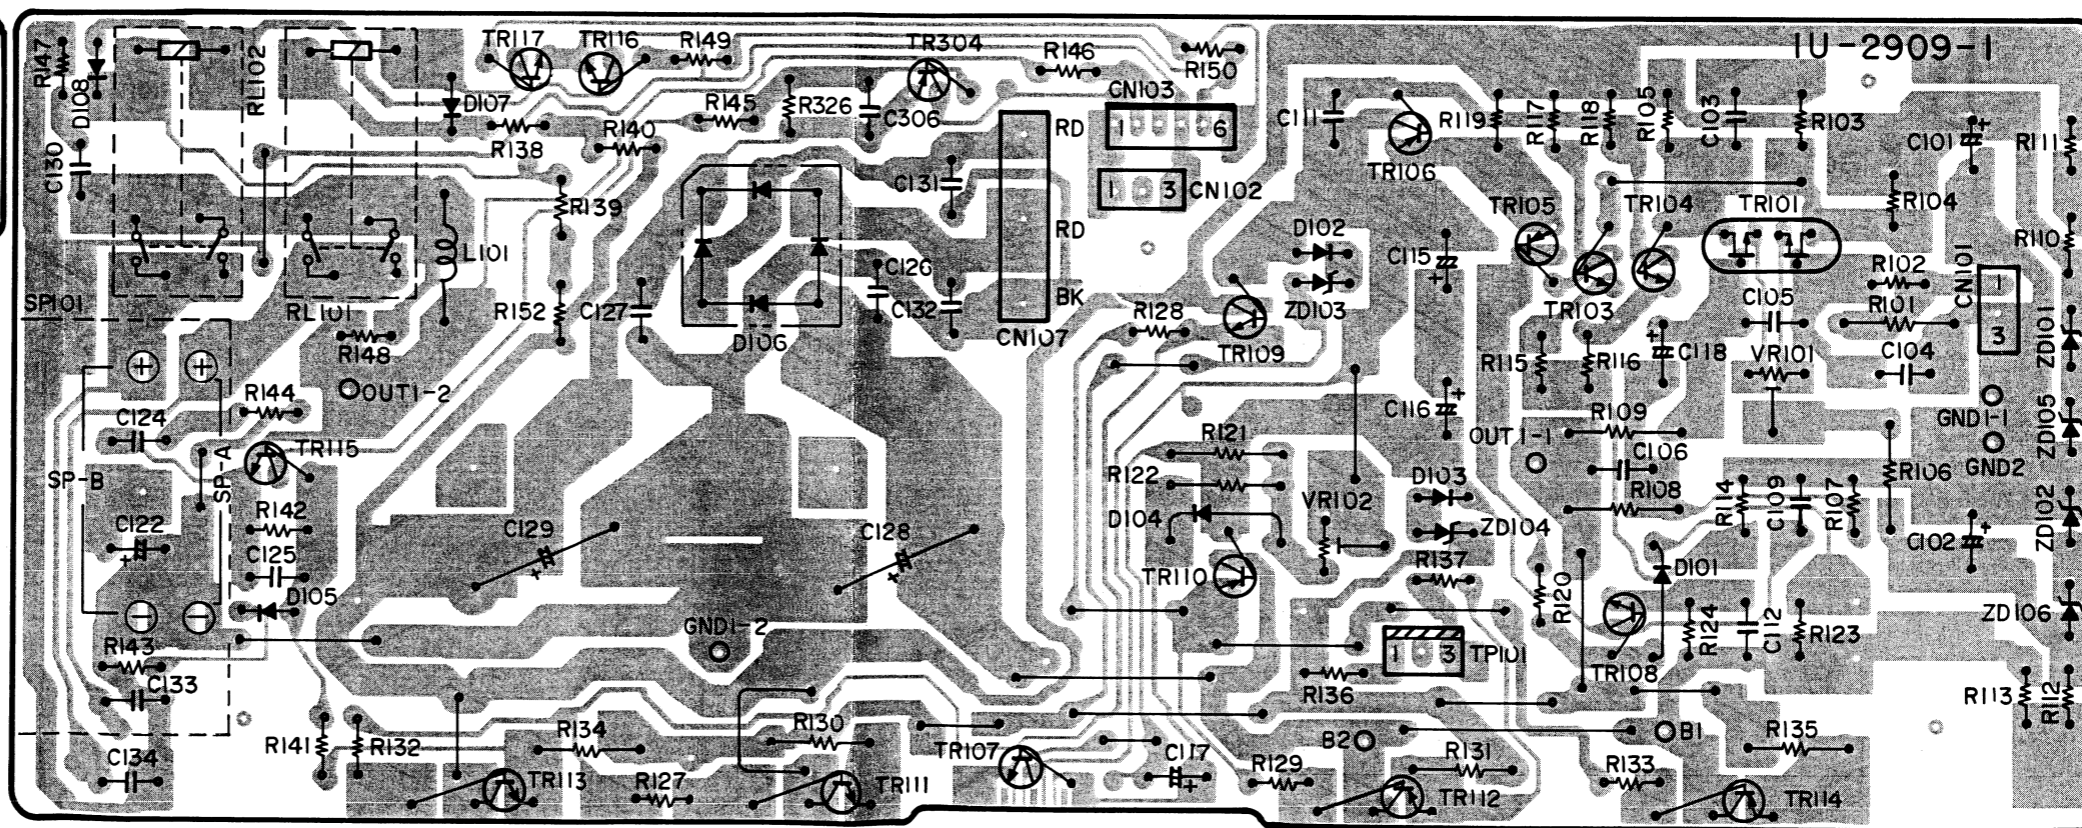 1U-2909-1
R147
D108
RL102
TR117
TR116
R149
TR304
R146
R150
D107
R138
R140
R145
R326
C306
CN103
1 6
RD
C111
TR106
R119
R117
R118
R105
C103
R103
C101 +
R111
C130
R139
C131
CN102
1 3
RD
TR105
TR104
TR101
R104
R110
D102
L101
C126
C115 +
ZD103
TR103
R102
CN101
1
3
SP101
RL101
R148
R152
C127
D106
C132
BK
CN107
R128
TR109
R115
R116
+ C118
C105
R101
VR101
C104
ZD101
+ +
OUT1-2
R144
C124
TR115
SP-A
SP-B
C116 +
R109
OUT1-1
C106
GND1-1
GND2
ZD105
R121
R122
VR102
D103
R108
R114
C109
R107
R106
C122 +
R142
C125
C129 +
C128 +
D104
ZD104
R137
C102 +
ZD102
D105
− −
TR110
R120
D101
R124
C112
R123
ZD106
R143
C133
GND1-2
1 3
TP101
R136
TR108
R113
R112
C134
R141
R132
R134
R130
TR107
C117 +
R129
B2
R131
B1
R135
R133
TR113
R127
TR111
TR112
TR114